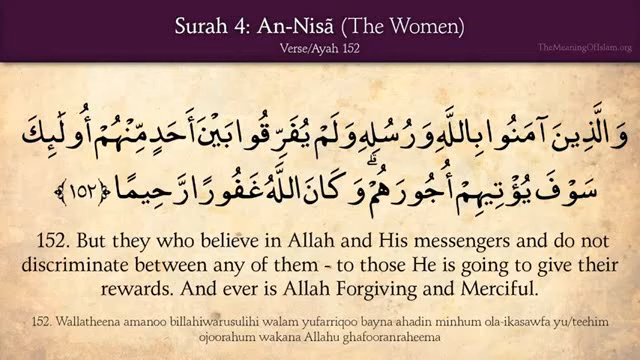 Surah 4: An-Nisã (The Women)
Verse/Ayah 152
TheMeaningOfIslam.org
وَالَّذِينَ آمَنُوا بِاللَّهِ وَرُسُلِهِ وَلَمْ يُفَرِّقُوا بَيْنَ أَحَدٍ مِّنْهُمْ أُولَٰئِكَ
سَوْفَ يُؤْتِيهِمْ أُجُورَهُمْ ۗ وَكَانَ اللَّهُ غَفُورًا رَّحِيمًا ﴿١٥٢﴾
152. But they who believe in Allah and His messengers and do not
discriminate between any of them - to those He is going to give their
rewards. And ever is Allah Forgiving and Merciful.
152. Wallatheena amanoo billahiwarusulihi walam yufarriqoo bayna ahadin minhum ola-ikasawfa yu/teehim
ojoorahum wakana Allahu ghafooranraheema